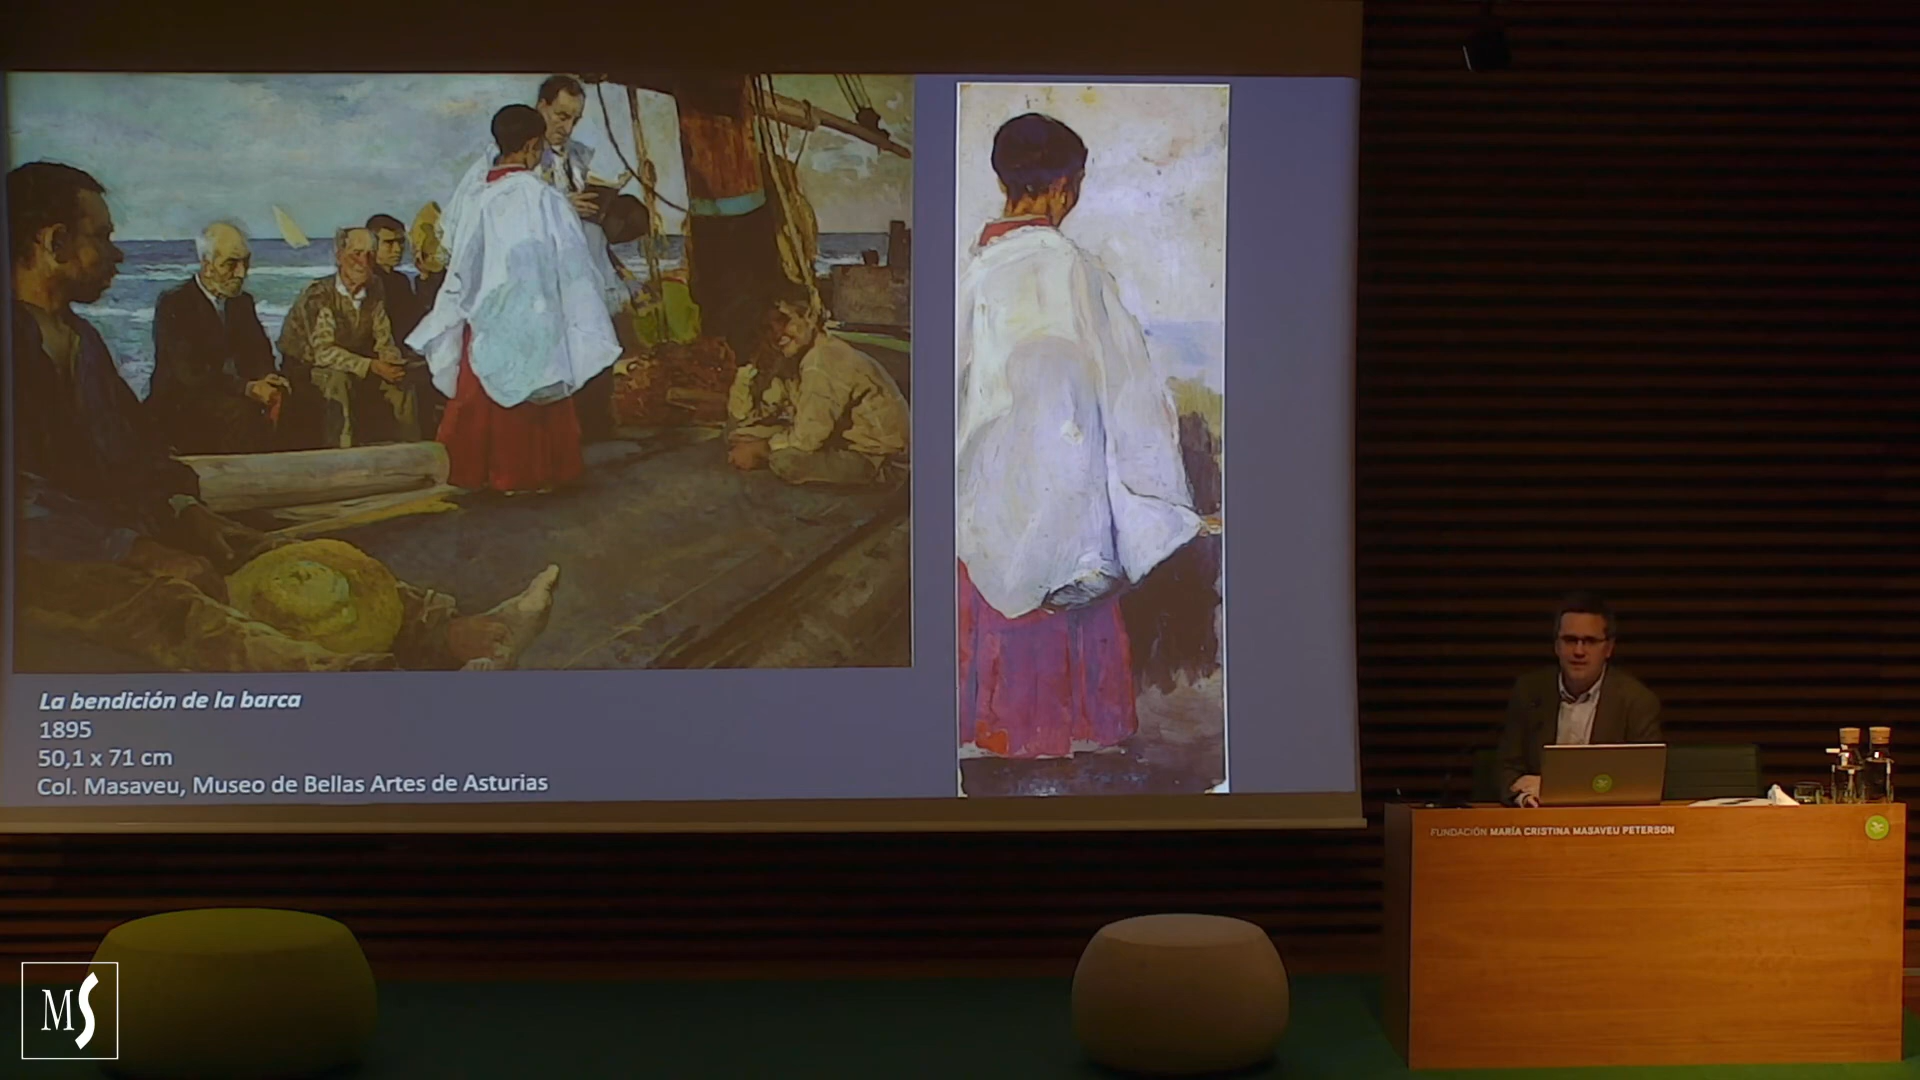 La bendición de la barca
1895
50,1 x 71 cm
Col. Masaveu, Museo de Bellas Artes de Asturias
FUNDACIÓN MARÍA CRISTINA MASAVEU PETERSON
MS